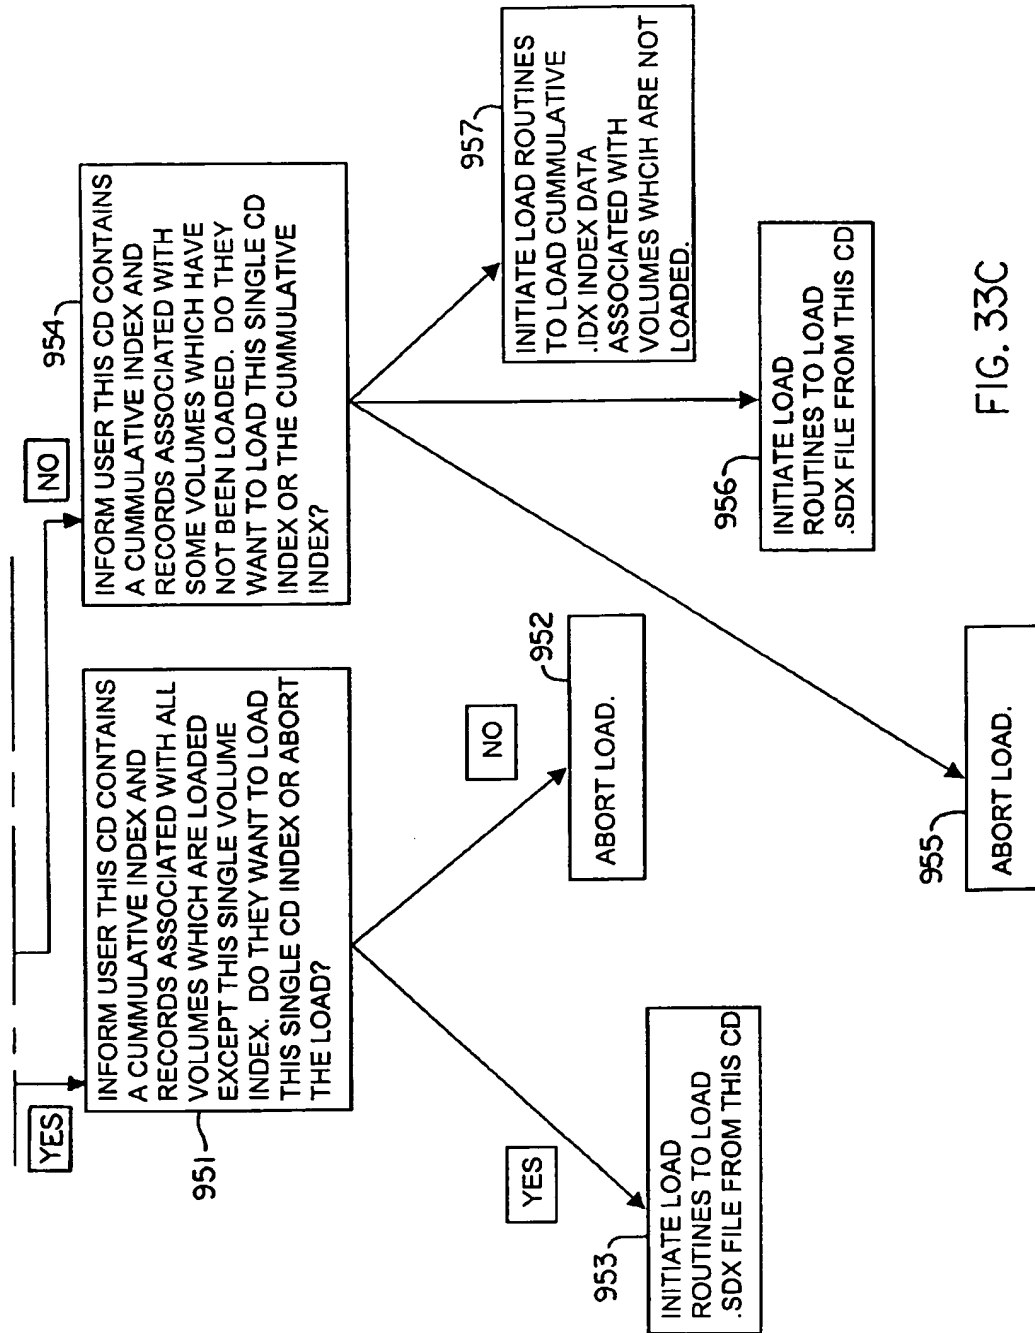 YES
NO
951
INFORM USER THIS CD CONTAINS
A CUMMULATIVE INDEX AND
RECORDS ASSOCIATED WITH ALL
VOLUMES WHICH ARE LOADED
EXCEPT THIS SINGLE VOLUME
INDEX. DO THEY WANT TO LOAD
THIS SINGLE CD INDEX OR ABORT
THE LOAD?
954
INFORM USER THIS CD CONTAINS
A CUMMULATIVE INDEX AND
RECORDS ASSOCIATED WITH
SOME VOLUMES WHICH HAVE
NOT BEEN LOADED. DO THEY
WANT TO LOAD THIS SINGLE CD
INDEX OR THE CUMMULATIVE
INDEX?
YES
NO
953
INITIATE LOAD
ROUTINES TO LOAD
.SDX FILE FROM THIS CD
952
ABORT LOAD.
957
INITIATE LOAD ROUTINES
TO LOAD CUMMULATIVE
.IDX INDEX DATA
ASSOCIATED WITH
VOLUMES WHCIH ARE NOT
LOADED.
956
INITIATE LOAD
ROUTINES TO LOAD
.SDX FILE FROM THIS CD
955
ABORT LOAD.
FIG. 33C